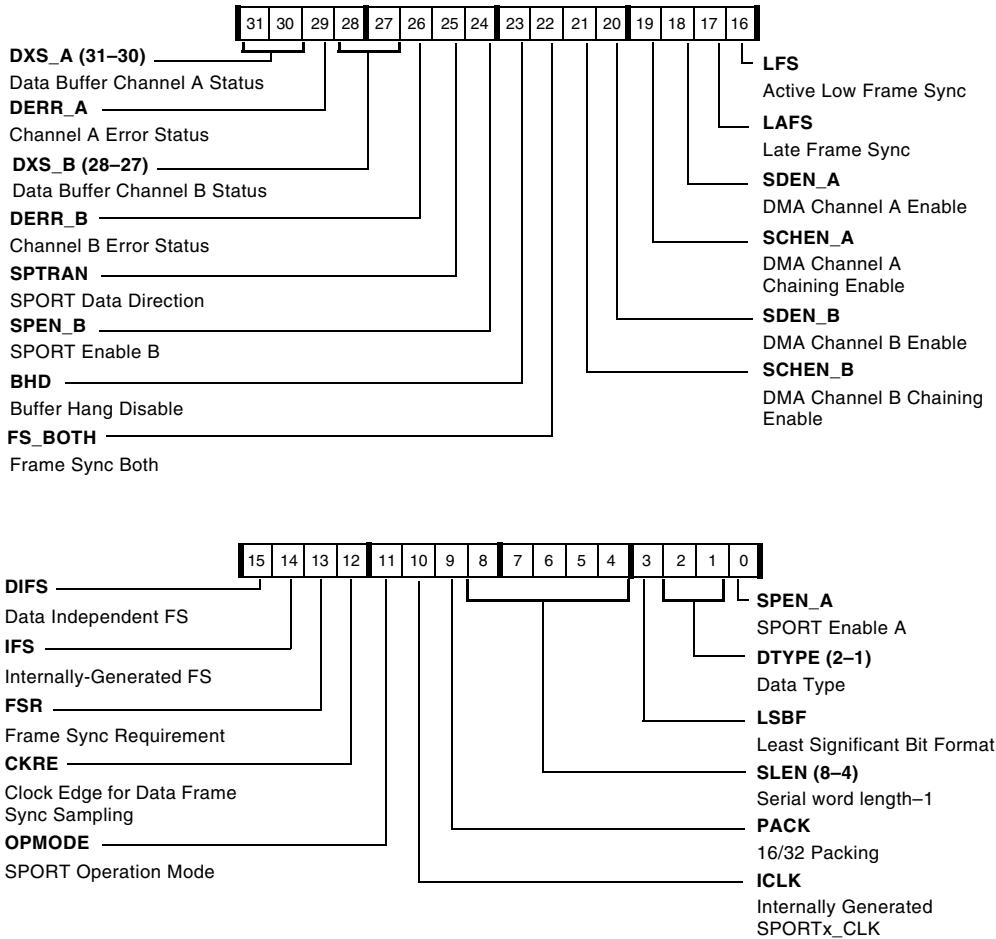 31 30 29 28 27 26 25 24 23 22 21 20 19 18 17 16
DXS_A (31–30)
Data Buffer Channel A Status
DERR_A
Channel A Error Status
DXS_B (28–27)
Data Buffer Channel B Status
DERR_B
Channel B Error Status
SPTRAN
SPORT Data Direction
SPEN_B
SPORT Enable B
BHD
Buffer Hang Disable
FS_BOTH
Frame Sync Both
LFS
Active Low Frame Sync
LAFS
Late Frame Sync
SDEN_A
DMA Channel A Enable
SCHEN_A
DMA Channel A
Chaining Enable
SDEN_B
DMA Channel B Enable
SCHEN_B
DMA Channel B Chaining
Enable
15 14 13 12 11 10 9 8 7 6 5 4 3 2 1 0
DIFS
Data Independent FS
IFS
Internally-Generated FS
FSR
Frame Sync Requirement
CKRE
Clock Edge for Data Frame
Sync Sampling
OPMODE
SPORT Operation Mode
SPEN_A
SPORT Enable A
DTYPE (2–1)
Data Type
LSBF
Least Significant Bit Format
SLEN (8–4)
Serial word length–1
PACK
16/32 Packing
ICLK
Internally Generated
SPORTx_CLK